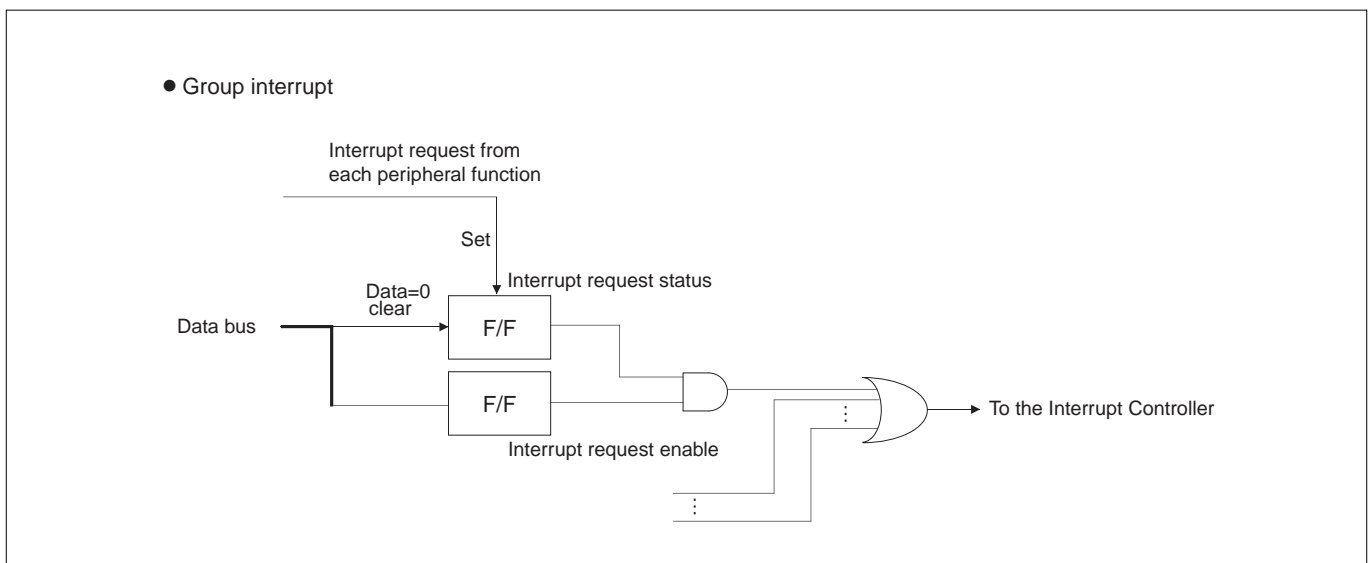 ● Group interrupt
Interrupt request from
each peripheral function
Set
Interrupt request status
Data=0
clear
Data bus
F/F
F/F
Interrupt request enable
To the Interrupt Controller